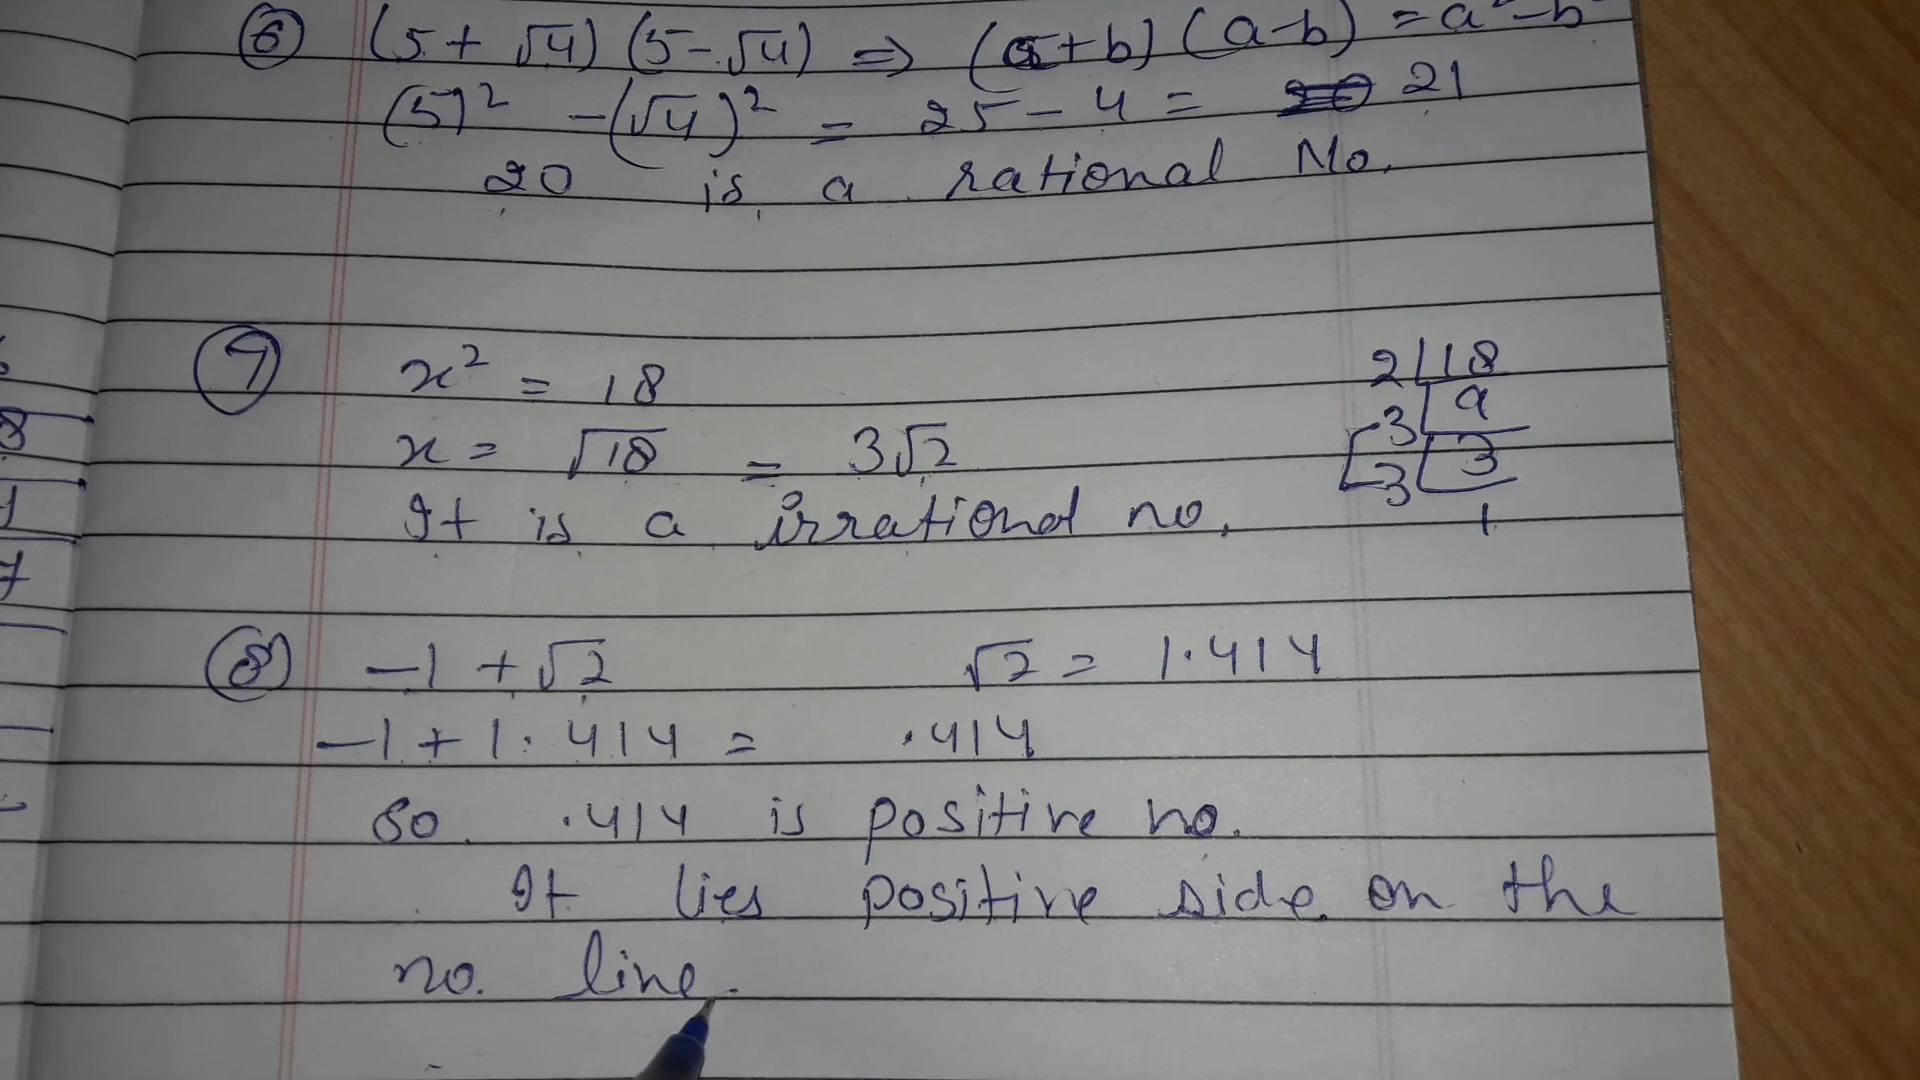 ⑥ (5 + √4) (5 - √4) ⇒ (a+b) (a-b) = a² - b²
(5)² - (√4)² = 25 - 4 = 21
20 is a rational No.
⑦ x² = 18
x = √18 = 3√2
It is a irrational no.
2 | 18
3 | 9
3 | 3
1
⑧ -1 + √2 √2 = 1.414
-1 + 1.414 = .414
so .414 is positive no.
It lies positive side on the
no. line.